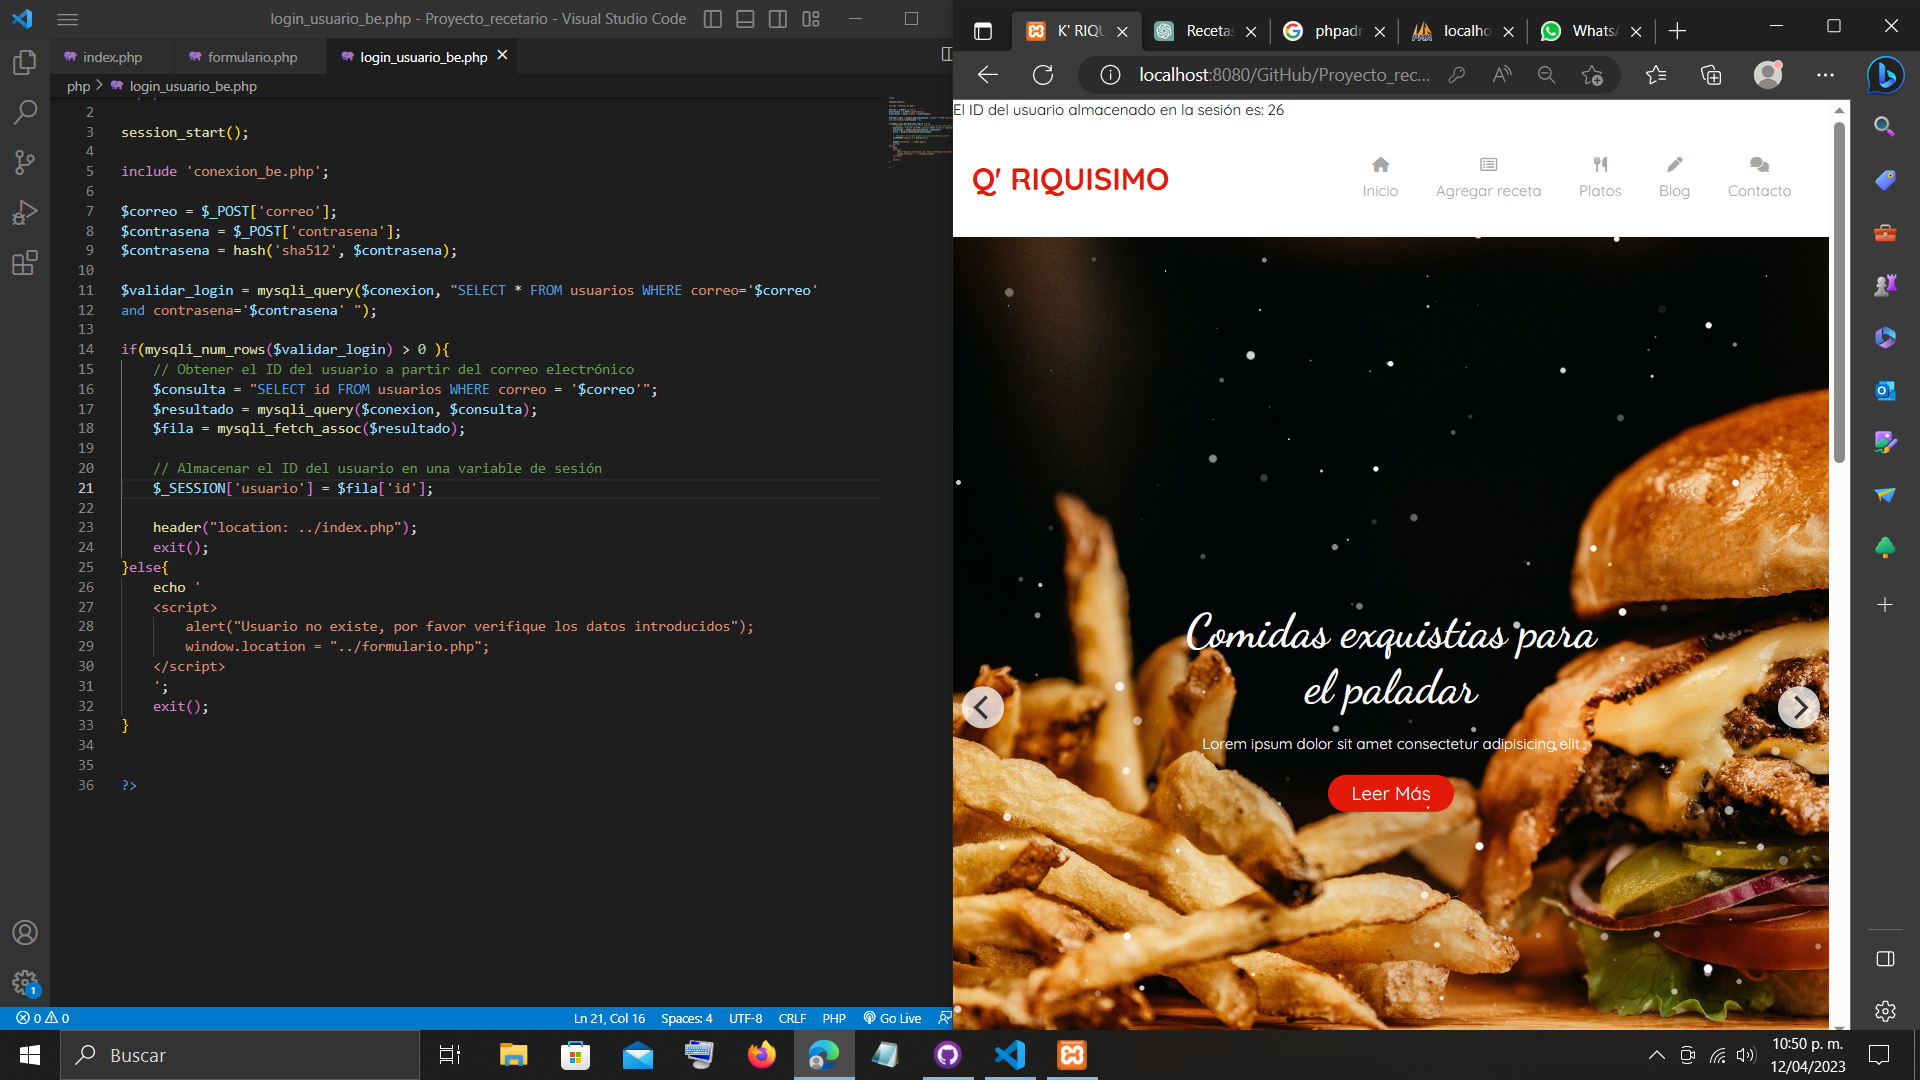 login_usuario_be.php - Proyecto_recetario - Visual Studio Code
index.php
formulario.php
login_usuario_be.php
php > login_usuario_be.php
2
3 session_start();
4
5 include 'conexion_be.php';
6
7 $correo = $_POST['correo'];
8 $contrasena = $_POST['contrasena'];
9 $contrasena = hash('sha512', $contrasena);
10
11 $validar_login = mysqli_query($conexion, "SELECT * FROM usuarios WHERE correo='$correo'
12 and contrasena='$contrasena' ");
13
14 if(mysqli_num_rows($validar_login) > 0 ){
15 // Obtener el ID del usuario a partir del correo electrónico
16 $consulta = "SELECT id FROM usuarios WHERE correo = '$correo'";
17 $resultado = mysqli_query($conexion, $consulta);
18 $fila = mysqli_fetch_assoc($resultado);
19
20 // Almacenar el ID del usuario en una variable de sesión
21 $_SESSION['usuario'] = $fila['id'];
22
23 header("location: ../index.php");
24 exit();
25 }else{
26 echo '
27 <script>
28 alert("Usuario no existe, por favor verifique los datos introducidos");
29 window.location = "../formulario.php";
30 </script>
31 ';
32 exit();
33 }
34
35
36 ?>
1
0 0
Ln 21, Col 16
Spaces: 4
UTF-8
CRLF
PHP
Go Live
K' RIQU
Recetas
phpadm
localho
WhatsA
localhost:8080/GitHub/Proyecto_rec...
El ID del usuario almacenado en la sesión es: 26
Q' RIQUISIMO
Inicio
Agregar receta
Platos
Blog
Contacto
Comidas exquistias para
el paladar
Lorem ipsum dolor sit amet consectetur adipisicing elit
Leer Más
Buscar
10:50 p. m.
12/04/2023